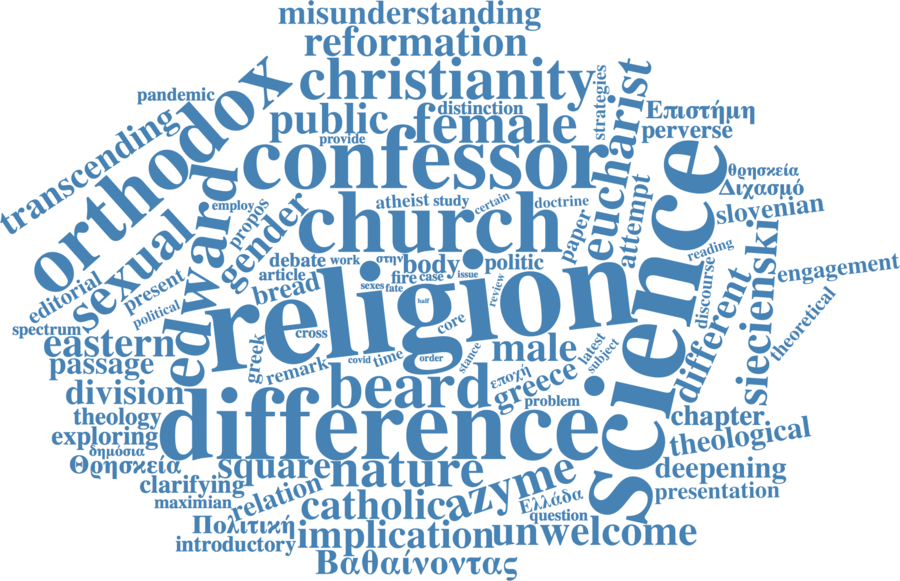 misunderstanding
reformation
christianity
pandemic
orthodox
public
distinction
female
strategies
eucharist
Επιστήμη
perverse
provide
transcending
confessor
science
θρησκεία
Διχασμό
slovenian
employ
propos
gender
edward
sexual
atheist
study
certain
doctrine
church
paper
attempt
debate
work
στην
body
politic
reading
article
sexes
fire
case
issue
fate
bread
religion
review
discourse
different
siecienski
engagement
theoretical
editorial
present
political
spectrum
eastern
passage
half
core
cross
greek
remark
covid
time
order
stance
male
latest
subject
εποχή
greece
problem
beard
division
theology
exploring
δημόσια
Θρησκεία
difference
chapter
theological
deepening
presentation
clarifying
maximian
square
nature
relation
catholic
azyme
Ελλάδα
question
Πολιτική
introductory
implication
unwelcome
Βαθαίνοντας